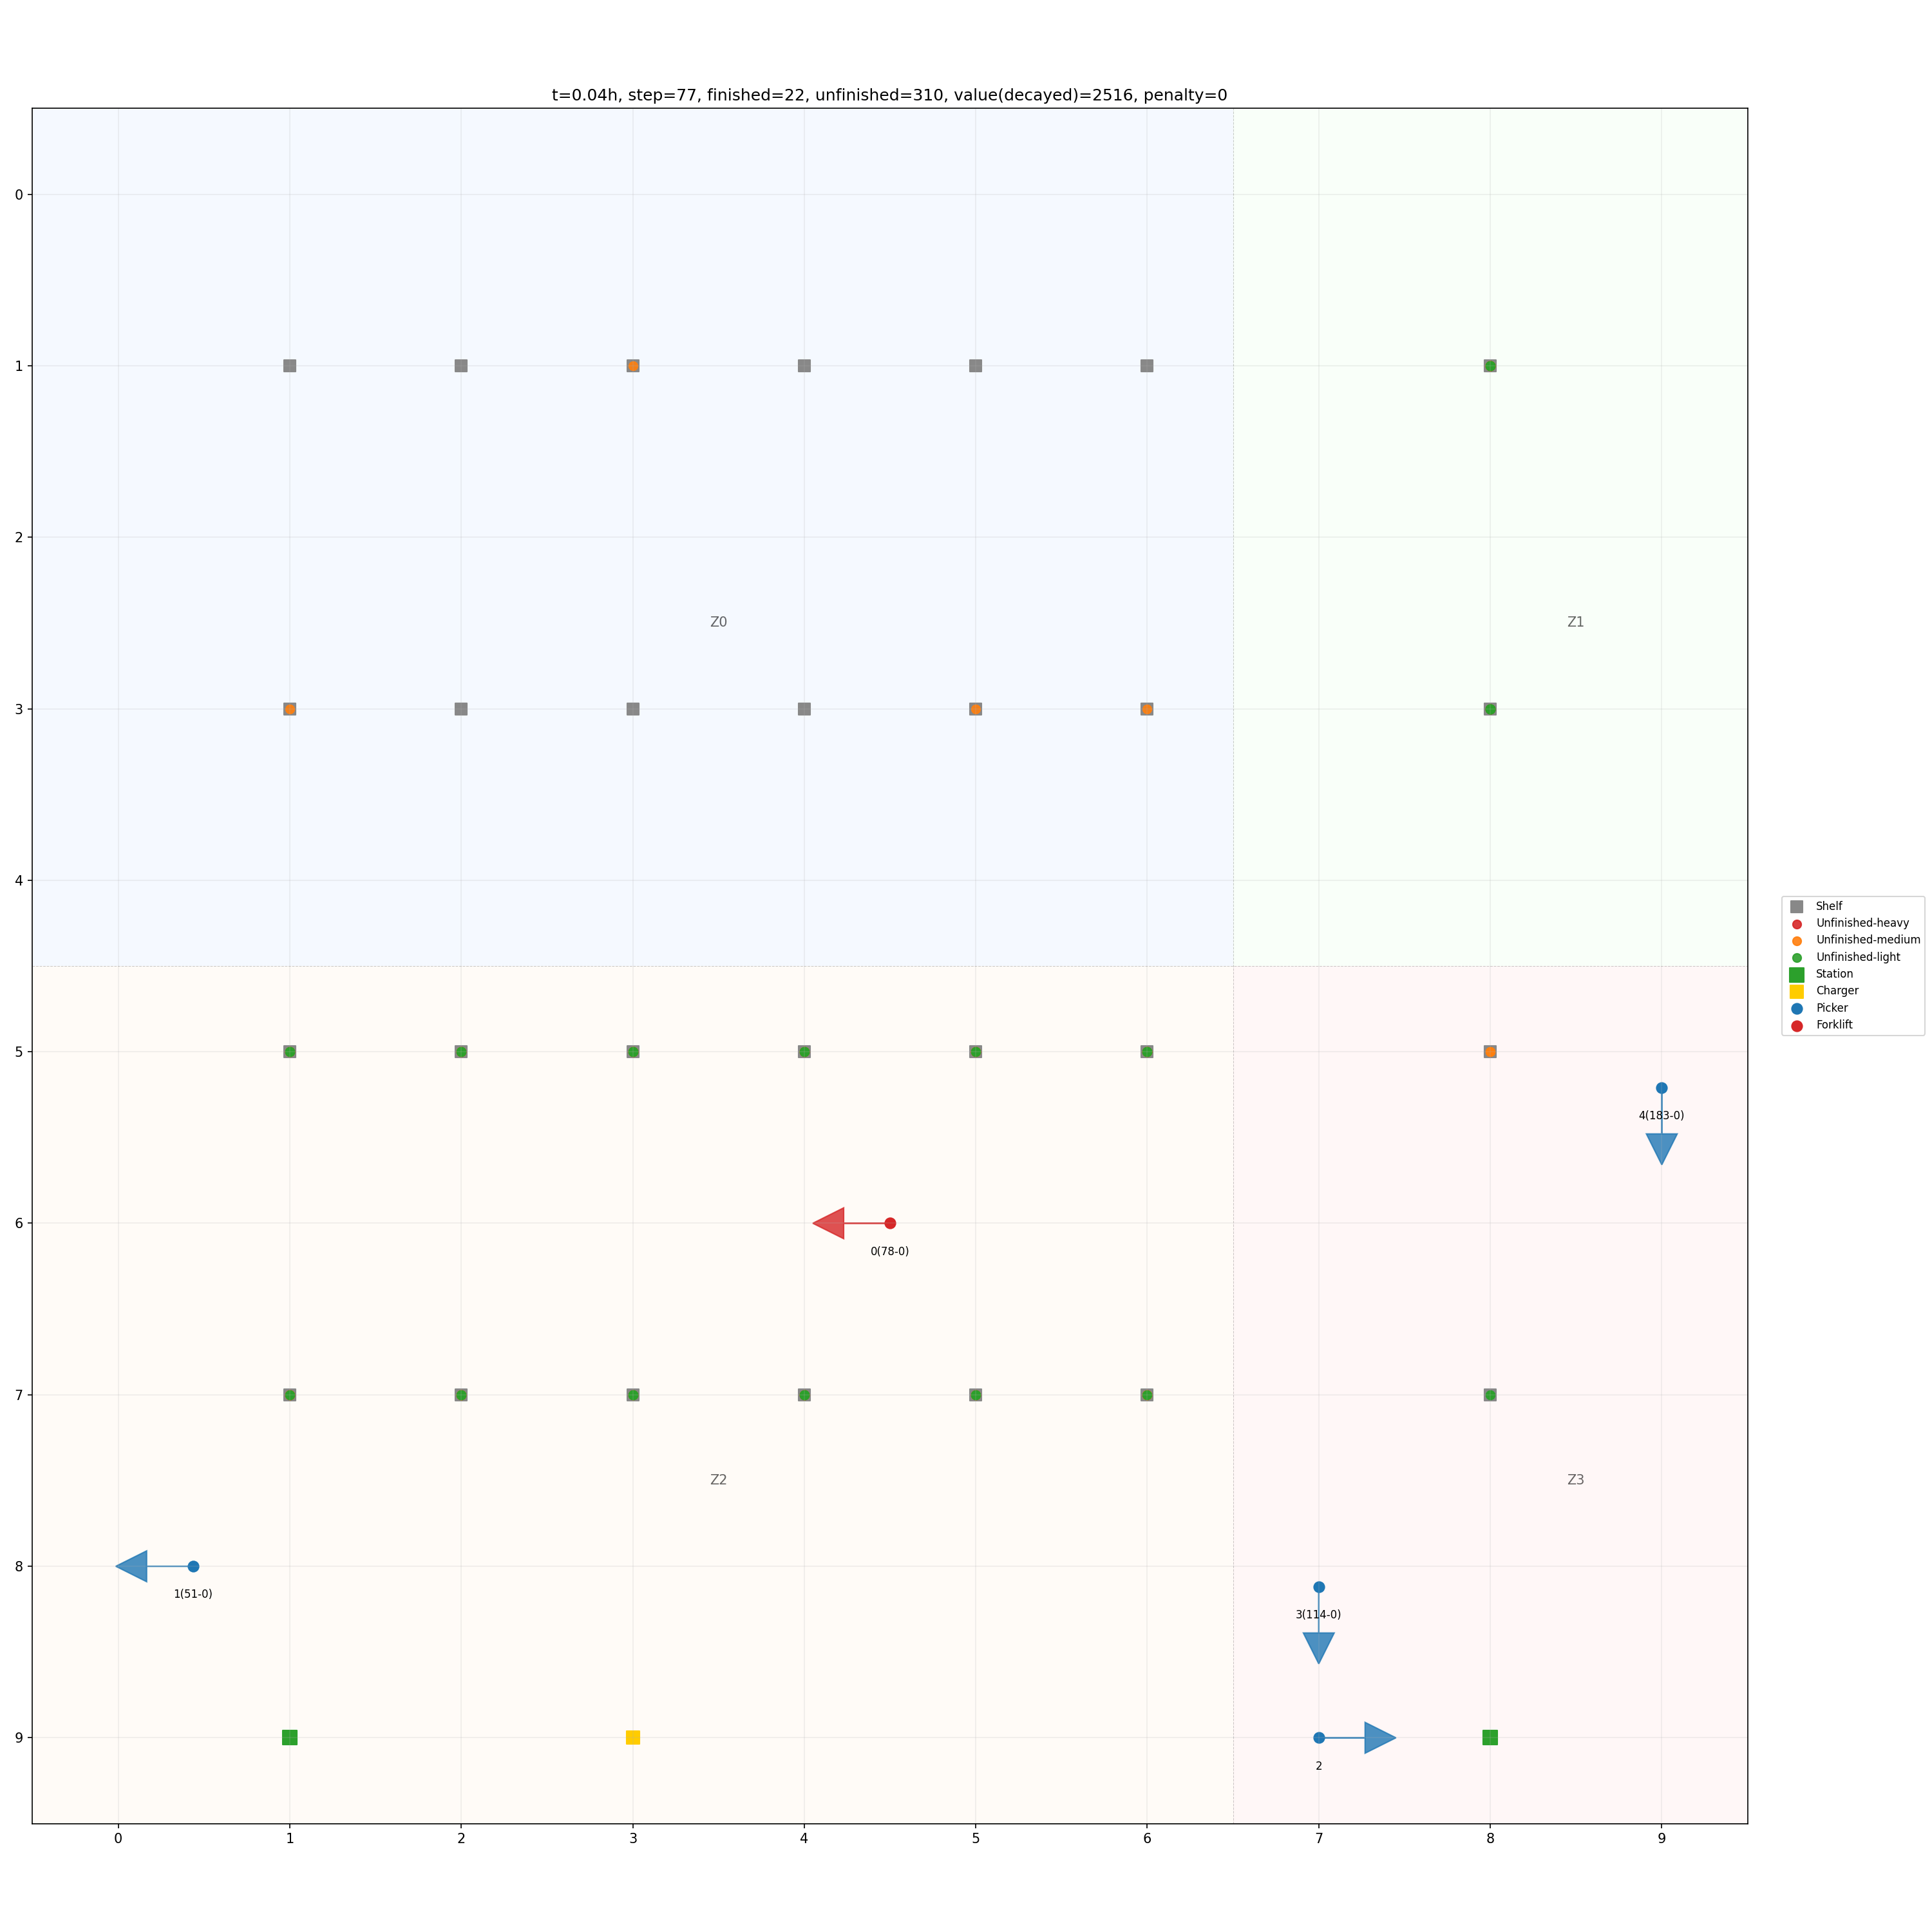 t=0.04h, step=77, finished=22, unfinished=310, value(decayed)=2516, penalty=0
0
1
2
Z0
Z1
3
4
Shelf
Unfinished-heavy
Unfinished-medium
Unfinished-light
Station
Charger
Picker
Forklift
5
4(183-0)
6
0(78-0)
7
Z2
Z3
8
1(51-0)
3(114-0)
9
2
0
1
2
3
4
5
6
7
8
9